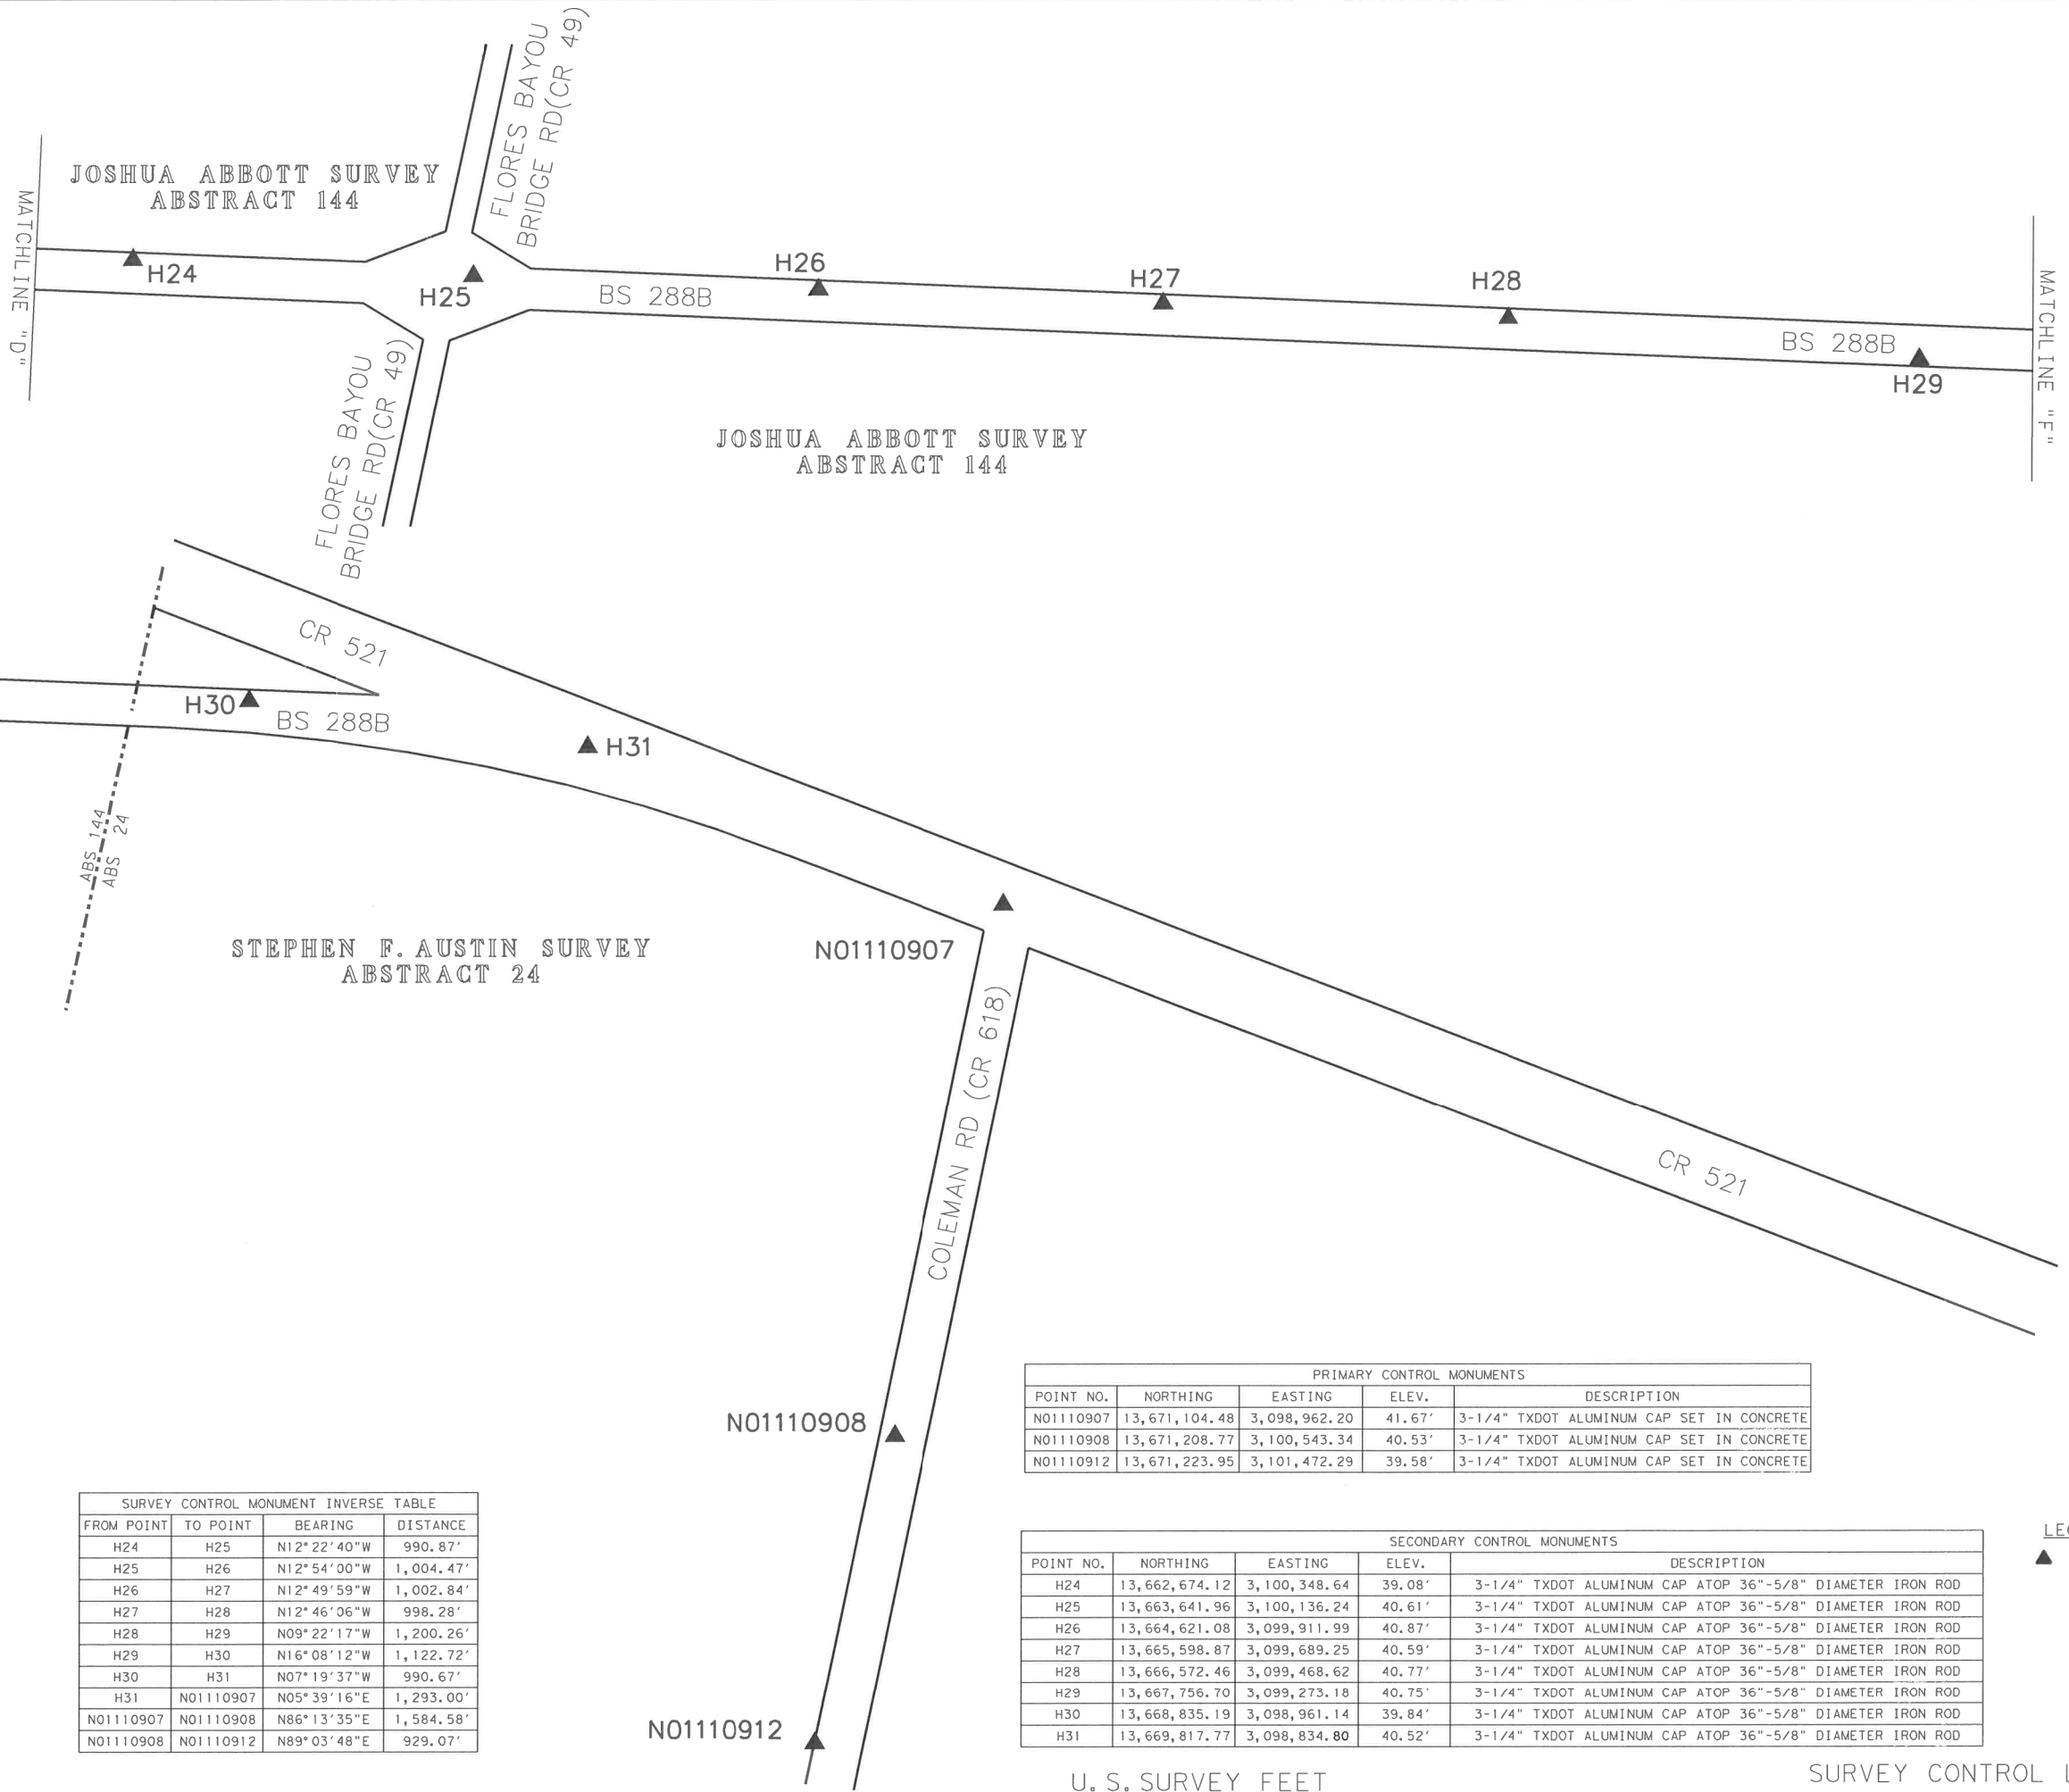 FLORES BAYOU
BRIDGE RD(CR 49)
JOSHUA ABBOTT SURVEY
ABSTRACT 144
MATCHLINE "D"
H24
H25
BS 288B
H26
H27
H28
BS 288B
H29
MATCHLINE "F"
FLORES BAYOU
BRIDGE RD(CR 49)
JOSHUA ABBOTT SURVEY
ABSTRACT 144
CR 521
H30
BS 288B
H31
ABS 144
ABS 24
STEPHEN F. AUSTIN SURVEY
ABSTRACT 24
N01110907
COLEMAN RD (CR 618)
CR 521
N01110908
N01110912
PRIMARY CONTROL MONUMENTS
POINT NO. NORTHING EASTING ELEV. DESCRIPTION
N01110907 13,671,104.48 3,098,962.20 41.67' 3-1/4" TXDOT ALUMINUM CAP SET IN CONCRETE
N01110908 13,671,208.77 3,100,543.34 40.53' 3-1/4" TXDOT ALUMINUM CAP SET IN CONCRETE
N01110912 13,671,223.95 3,101,472.29 39.58' 3-1/4" TXDOT ALUMINUM CAP SET IN CONCRETE
SURVEY CONTROL MONUMENT INVERSE TABLE
FROM POINT TO POINT BEARING DISTANCE
H24 H25 N12°22'40"W 990.87'
H25 H26 N12°54'00"W 1,004.47'
H26 H27 N12°49'59"W 1,002.84'
H27 H28 N12°46'06"W 998.28'
H28 H29 N09°22'17"W 1,200.26'
H29 H30 N16°08'12"W 1,122.72'
H30 H31 N07°19'37"W 990.67'
H31 N01110907 N05°39'16"E 1,293.00'
N01110907 N01110908 N86°13'35"E 1,584.58'
N01110908 N01110912 N89°03'48"E 929.07'
SECONDARY CONTROL MONUMENTS
POINT NO. NORTHING EASTING ELEV. DESCRIPTION
H24 13,662,674.12 3,100,348.64 39.08' 3-1/4" TXDOT ALUMINUM CAP ATOP 36"-5/8" DIAMETER IRON ROD
H25 13,663,641.96 3,100,136.24 40.61' 3-1/4" TXDOT ALUMINUM CAP ATOP 36"-5/8" DIAMETER IRON ROD
H26 13,664,621.08 3,099,911.99 40.87' 3-1/4" TXDOT ALUMINUM CAP ATOP 36"-5/8" DIAMETER IRON ROD
H27 13,665,598.87 3,099,689.25 40.59' 3-1/4" TXDOT ALUMINUM CAP ATOP 36"-5/8" DIAMETER IRON ROD
H28 13,666,572.46 3,099,468.62 40.77' 3-1/4" TXDOT ALUMINUM CAP ATOP 36"-5/8" DIAMETER IRON ROD
H29 13,667,756.70 3,099,273.18 40.75' 3-1/4" TXDOT ALUMINUM CAP ATOP 36"-5/8" DIAMETER IRON ROD
H30 13,668,835.19 3,098,961.14 39.84' 3-1/4" TXDOT ALUMINUM CAP ATOP 36"-5/8" DIAMETER IRON ROD
H31 13,669,817.77 3,098,834.80 40.52' 3-1/4" TXDOT ALUMINUM CAP ATOP 36"-5/8" DIAMETER IRON ROD
U.S. SURVEY FEET
SURVEY CONTROL